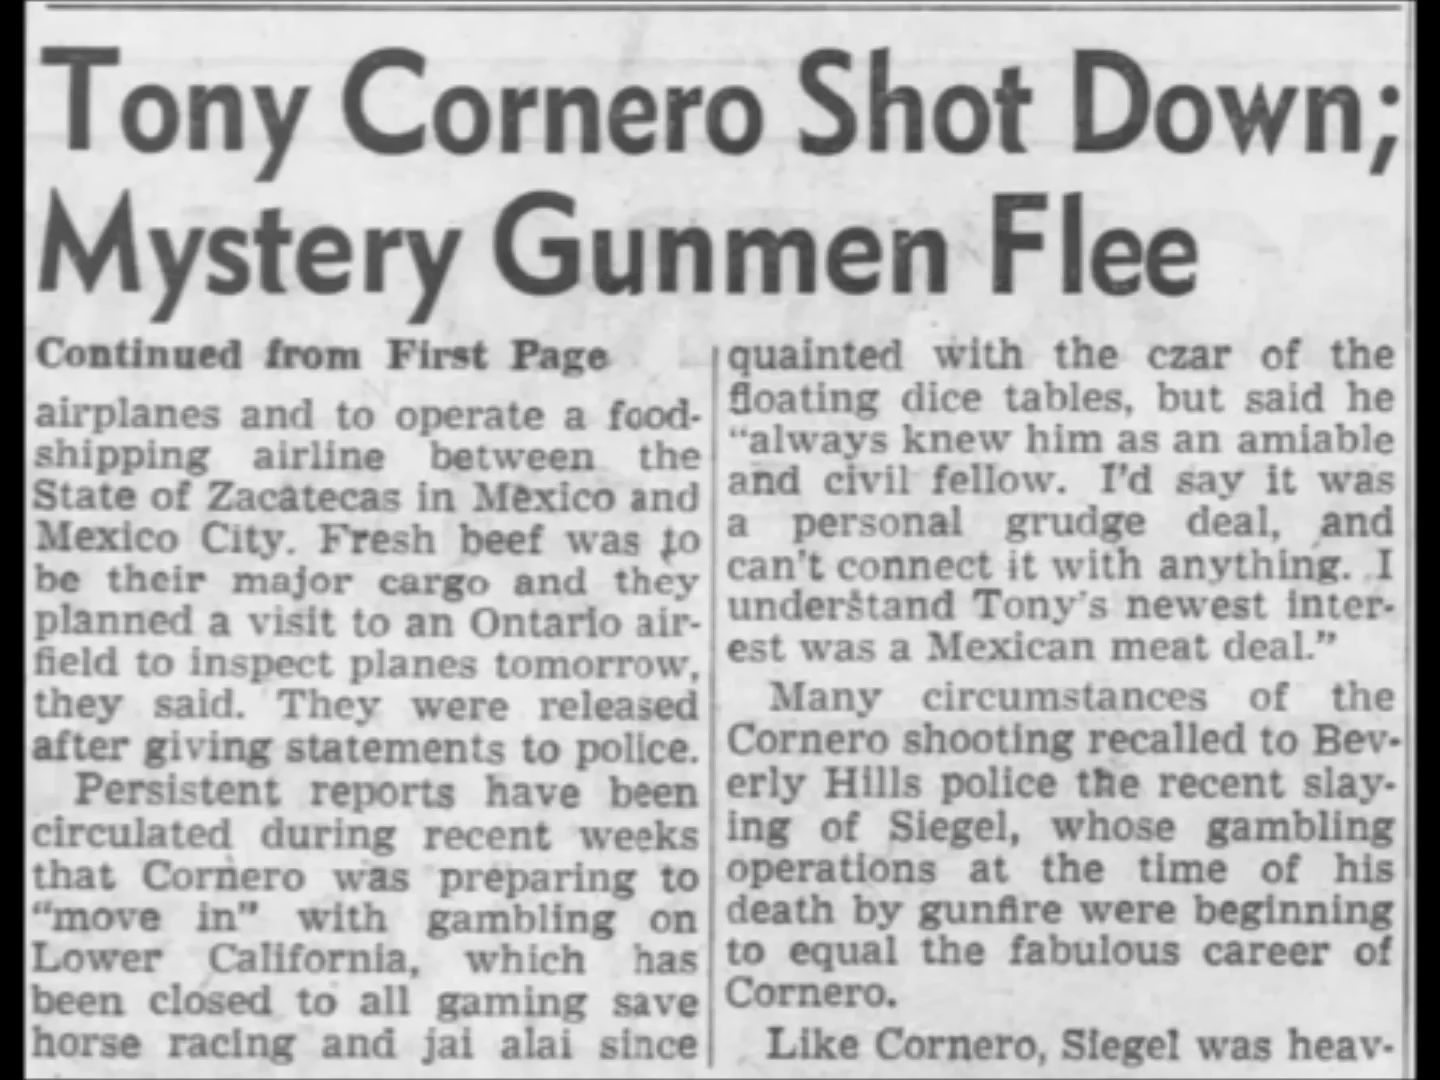 Tony Cornero Shot Down;
Mystery Gunmen Flee
Continued from First Page
airplanes and to operate a food-
shipping airline between the
State of Zacatecas in Mexico and
Mexico City. Fresh beef was to
be their major cargo and they
planned a visit to an Ontario air-
field to inspect planes tomorrow,
they said. They were released
after giving statements to police.
Persistent reports have been
circulated during recent weeks
that Cornero was preparing to
“move in” with gambling on
Lower California, which has
been closed to all gaming save
horse racing and jai alai since
quainted with the czar of the
floating dice tables, but said he
“always knew him as an amiable
and civil fellow. I'd say it was
a personal grudge deal, and
can't connect it with anything. I
understand Tony's newest inter-
est was a Mexican meat deal.”
Many circumstances of the
Cornero shooting recalled to Bev-
erly Hills police the recent slay-
ing of Siegel, whose gambling
operations at the time of his
death by gunfire were beginning
to equal the fabulous career of
Cornero.
Like Cornero, Siegel was heav-